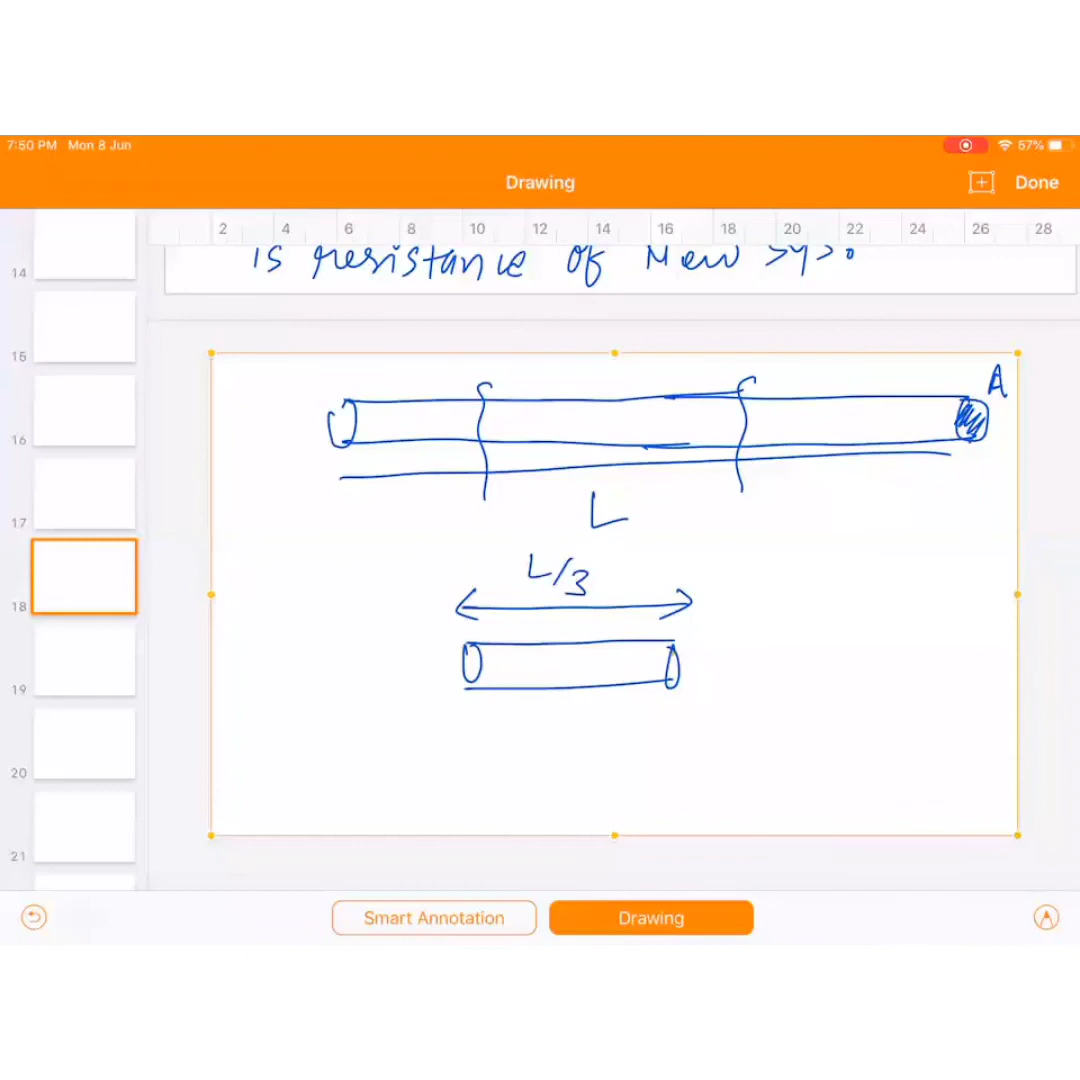 7:50 PM Mon 8 Jun
57%
Drawing
Done
2 4 6 8 10 12 14 16 18 20 22 24 26 28
14
is resistance of New sys.
15
16
17
18
19
20
21
A
L
L/3
Smart Annotation
Drawing